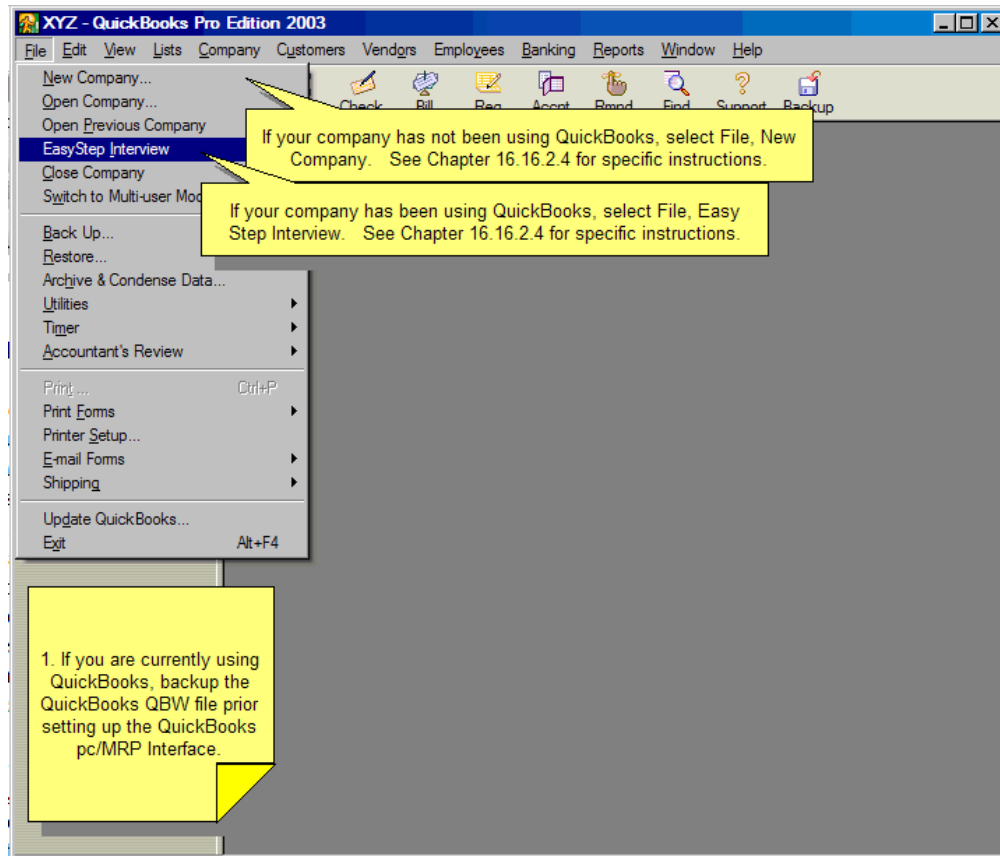 XYZ - QuickBooks Pro Edition 2003
File Edit View Lists Company Customers Vendors Employees Banking Reports Window Help
Check Bill Reg Accnt Rmnd Find Support Backup
New Company...
Open Company...
Open Previous Company
EasyStep Interview
Close Company
Switch to Multi-user Mod
Back Up...
Restore...
Archive & Condense Data...
Utilities
Timer
Accountant's Review
Print ... Ctrl+P
Print Forms
Printer Setup...
E-mail Forms
Shipping
Update QuickBooks...
Exit Alt+F4
If your company has not been using QuickBooks, select File, New
Company. See Chapter 16.16.2.4 for specific instructions.
If your company has been using QuickBooks, select File, Easy
Step Interview. See Chapter 16.16.2.4 for specific instructions.
1. If you are currently using
QuickBooks, backup the
QuickBooks QBW file prior
setting up the QuickBooks
pc/MRP Interface.